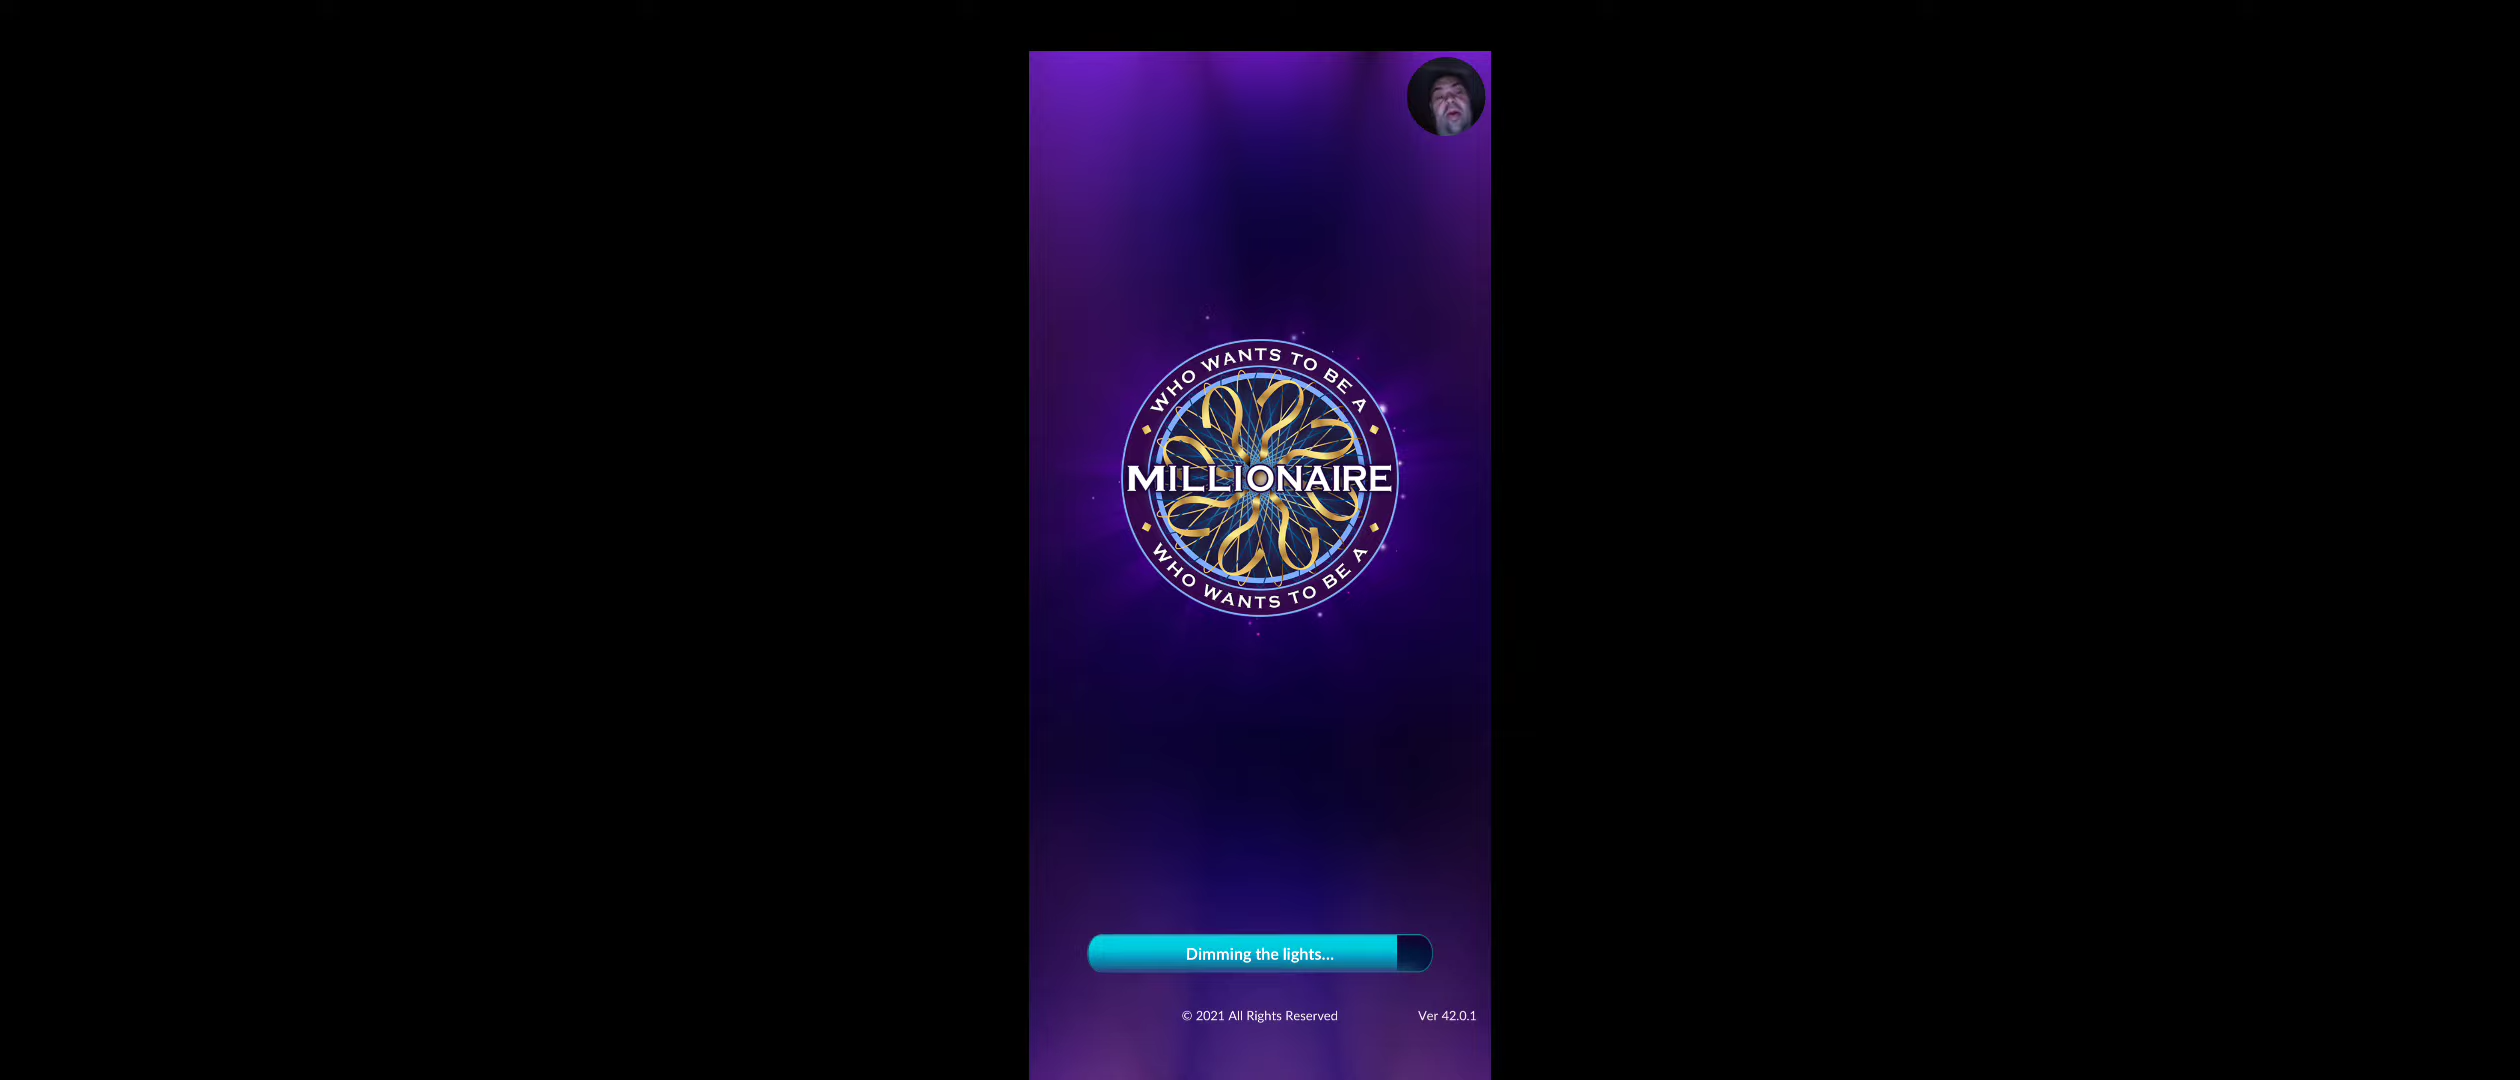 WHO WANTS TO BE A
MILLIONAIRE
WHO WANTS TO BE A
Dimming the lights...
© 2021 All Rights Reserved
Ver 42.0.1